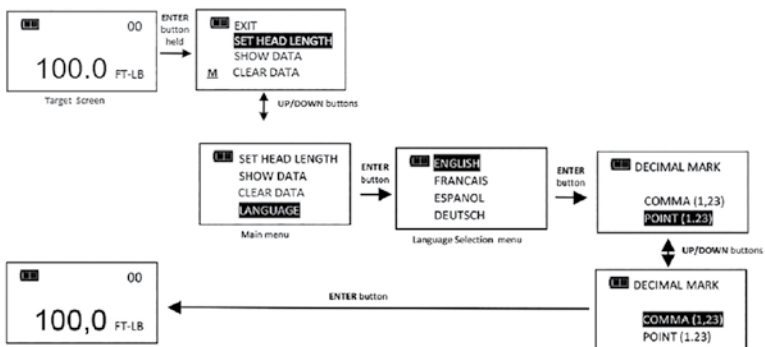 00
100.0 FT-LB
Target Screen
ENTER
button
held
EXIT
SET HEAD LENGTH
SHOW DATA
M CLEAR DATA
UP/DOWN buttons
SET HEAD LENGTH
SHOW DATA
CLEAR DATA
LANGUAGE
Main menu
ENTER
button
ENGLISH
FRANCAIS
ESPANOL
DEUTSCH
Language Selection menu
ENTER
button
DECIMAL MARK
COMMA (1,23)
POINT (1.23)
UP/DOWN buttons
DECIMAL MARK
COMMA (1,23)
POINT (1.23)
ENTER button
00
100,0 FT-LB